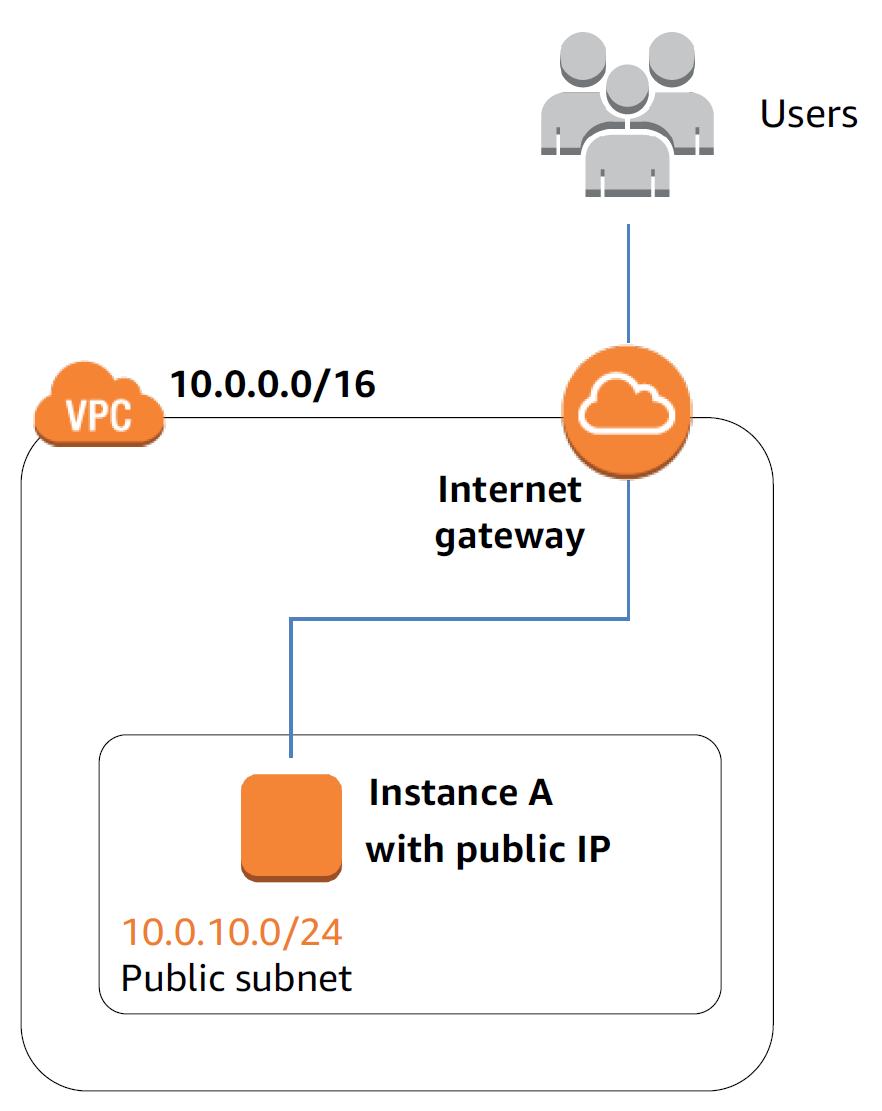 Users
10.0.0.0/16
VPC
Internet
gateway
Instance A
with public IP
10.0.10.0/24
Public subnet